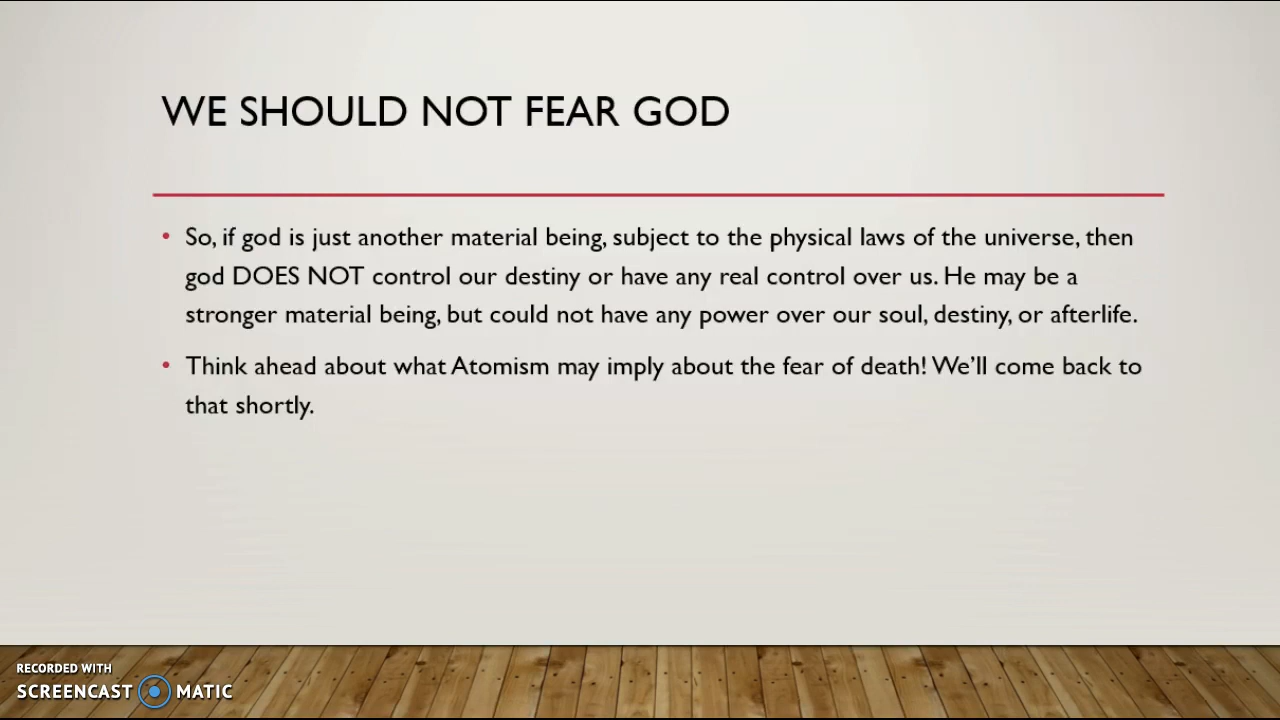 WE SHOULD NOT FEAR GOD
• So, if god is just another material being, subject to the physical laws of the universe, then
god DOES NOT control our destiny or have any real control over us. He may be a
stronger material being, but could not have any power over our soul, destiny, or afterlife.
• Think ahead about what Atomism may imply about the fear of death! We’ll come back to
that shortly.
RECORDED WITH
SCREENCAST MATIC